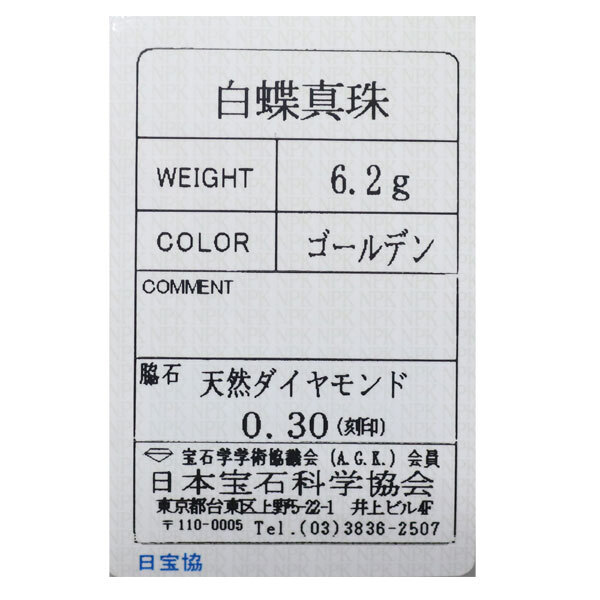 白蝶真珠
WEIGHT 6.2g
COLOR ゴールデン
COMMENT
脇石 天然ダイヤモンド
0.30(刻印)
宝石学学術協議会 (A.G.K.) 会員
日本宝石科学協会
東京都台東区上野5-22-1 井上ビル4F
〒110-0005 Tel.(03)3836-2507
日宝協